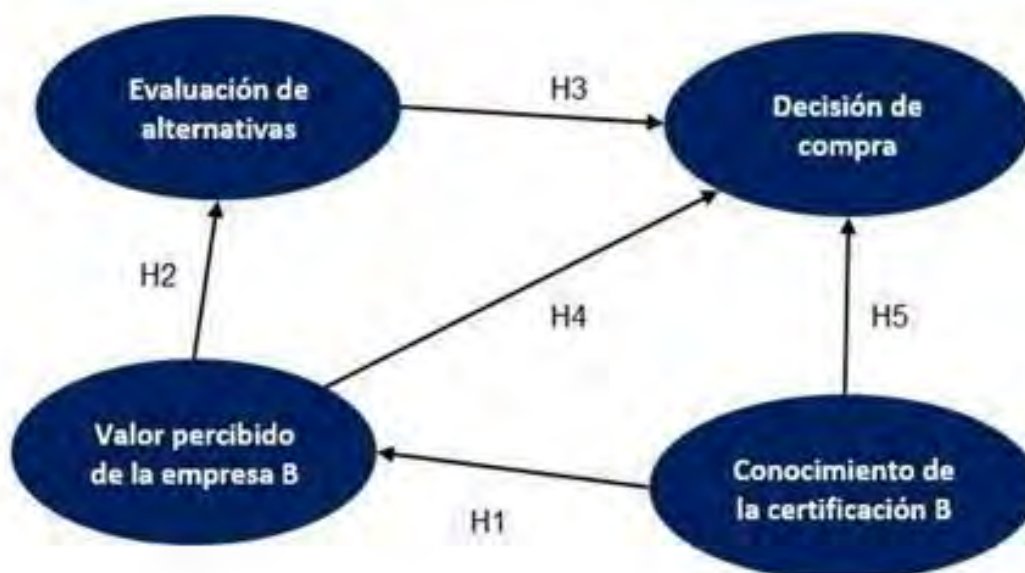 Evaluación de
alternativas
H3
Decisión de
compra
H2
H4
H5
Valor percibido
de la empresa B
H1
Conocimiento de
la certificación B